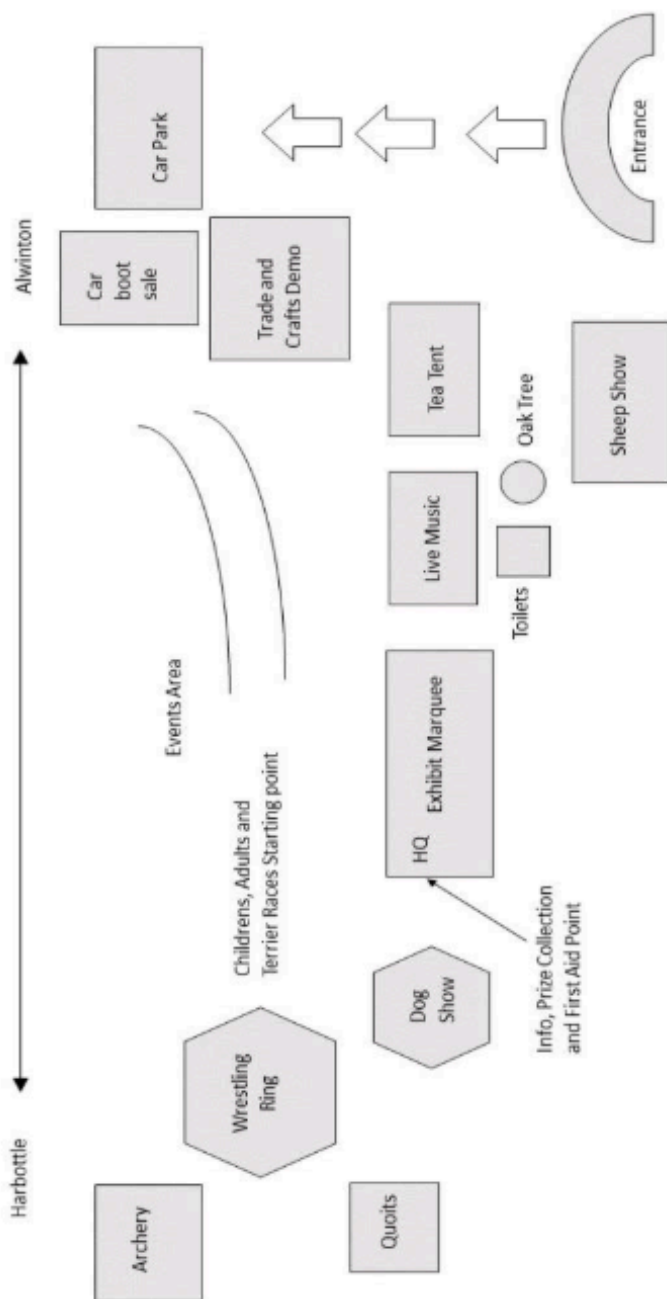 Harbottle
Alwinton
Archery
Car
boot
sale
Car Park
Events Area
Wrestling
Ring
Childrens, Adults and
Terrier Races Starting point
Trade and
Crafts Demo
Quoits
Dog
Show
HQ
Exhibit Marquee
Live Music
Tea Tent
Info, Prize Collection
and First Aid Point
Toilets
Oak Tree
Sheep Show
Entrance